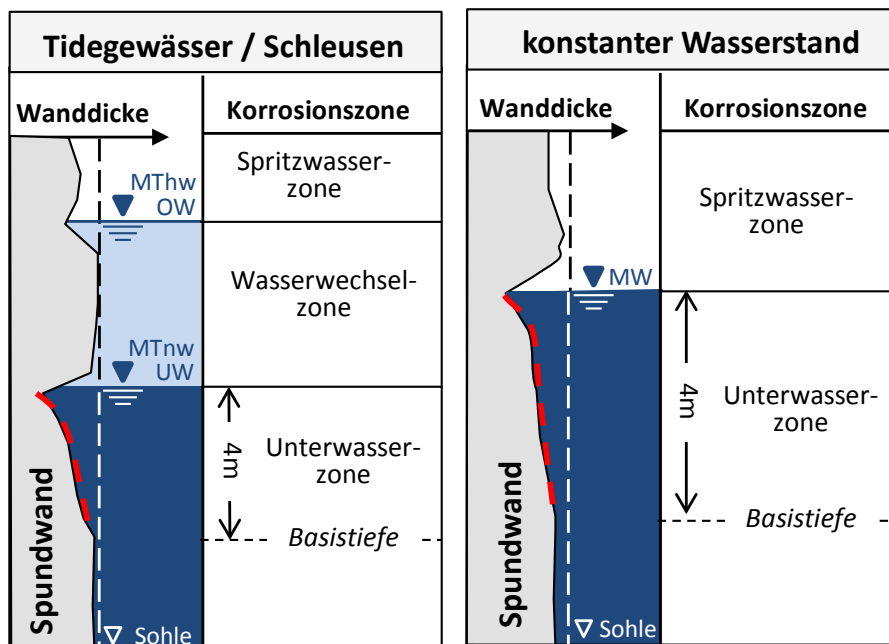 Tidegewässer / Schleusen
Wanddicke
Korrosionszone
Spritzwasser-
zone
MThw
OW
Wasserwechsel-
zone
MTnw
UW
4m
Unterwasser-
zone
Basistiefe
Spundwand
Sohle
konstanter Wasserstand
Wanddicke
Korrosionszone
Spritzwasser-
zone
MW
4m
Unterwasser-
zone
Basistiefe
Spundwand
Sohle